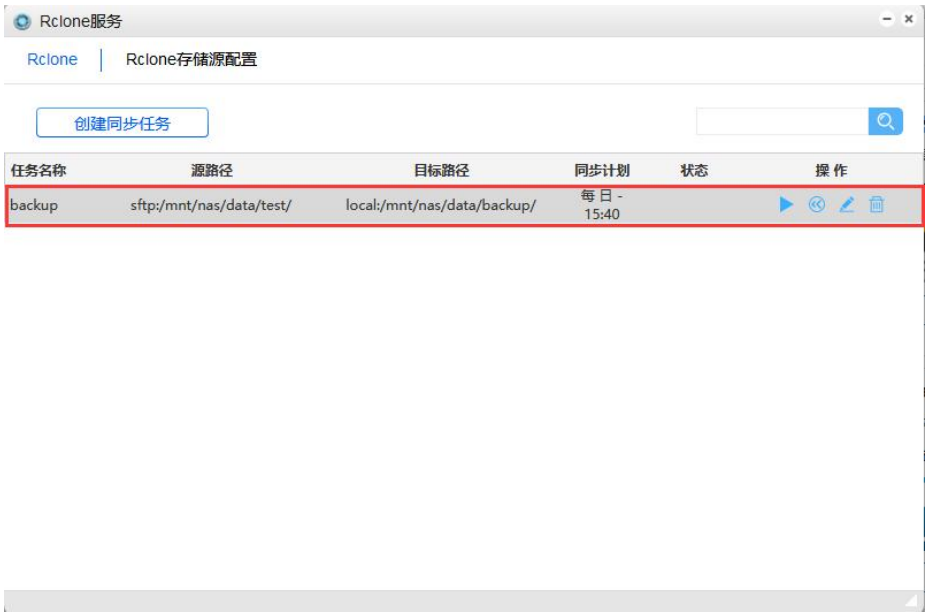 Rclone服务
Rclone Rclone存储源配置
创建同步任务
任务名称 源路径 目标路径 同步计划 状态 操作
backup sftp:/mnt/nas/data/test/ local:/mnt/nas/data/backup/ 每日 -
15:40